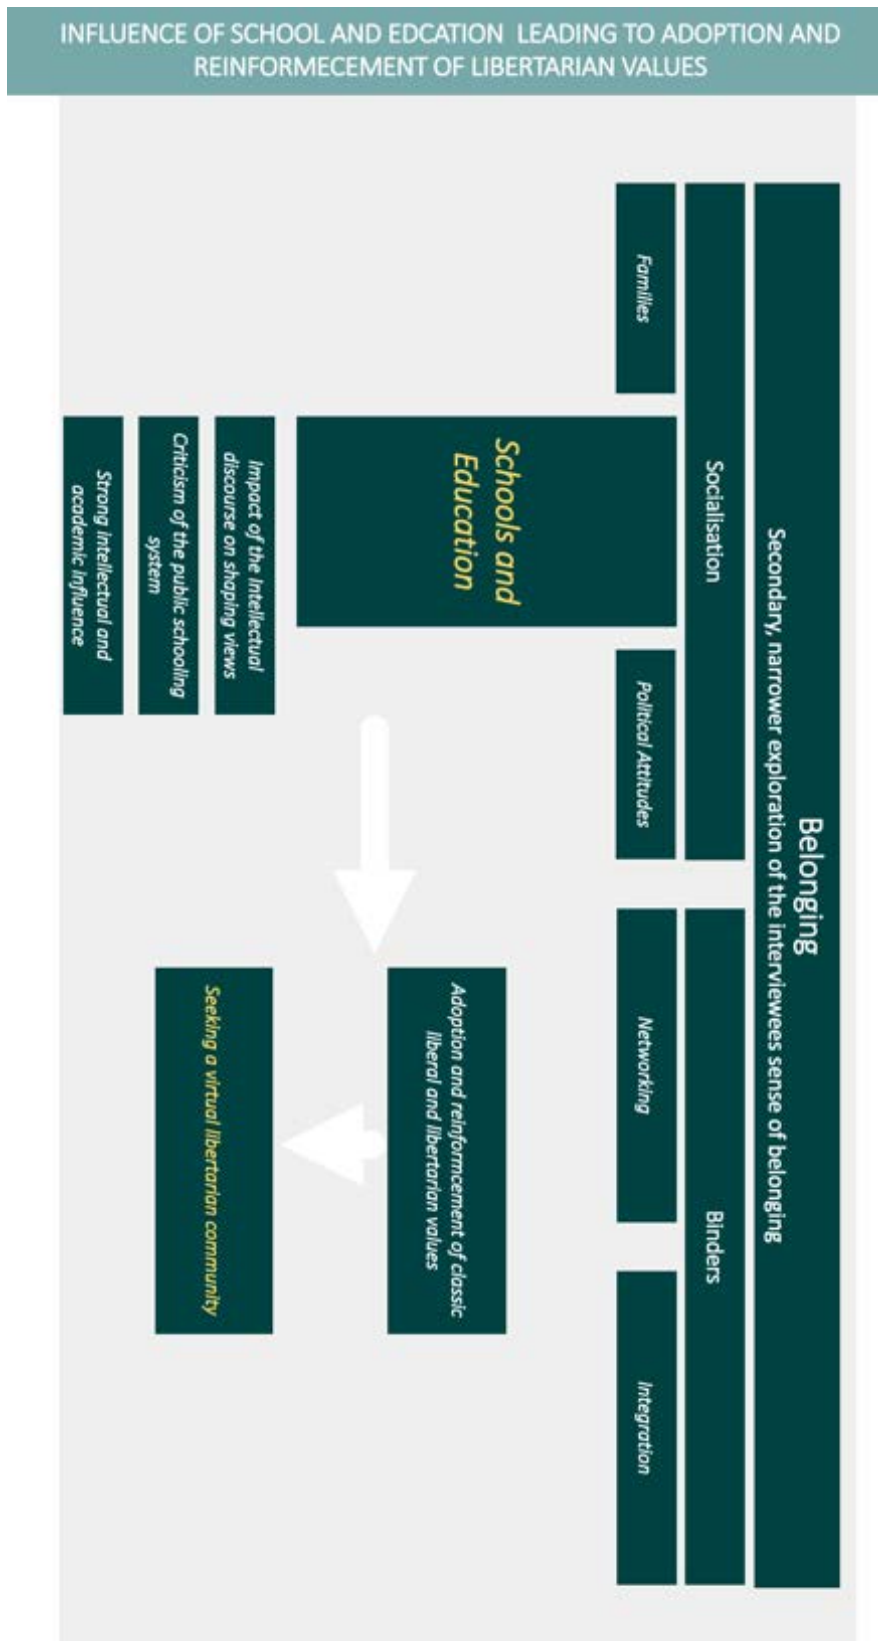 INFLUENCE OF SCHOOL AND EDCATION LEADING TO ADOPTION AND
REINFORMECEMENT OF LIBERTARIAN VALUES
Belonging
Secondary, narrower exploration of the interviewees sense of belonging
Socialisation
Binders
Families
Schools and
Education
Political Attitudes
Networking
Integration
Impact of the Intellectual
discourse on shaping views
Criticism of the public schooling
system
Strong intellectual and
academic influence
Adoption and reinformcement of classic
liberal and libertarian values
Seeking a virtual libertarian community